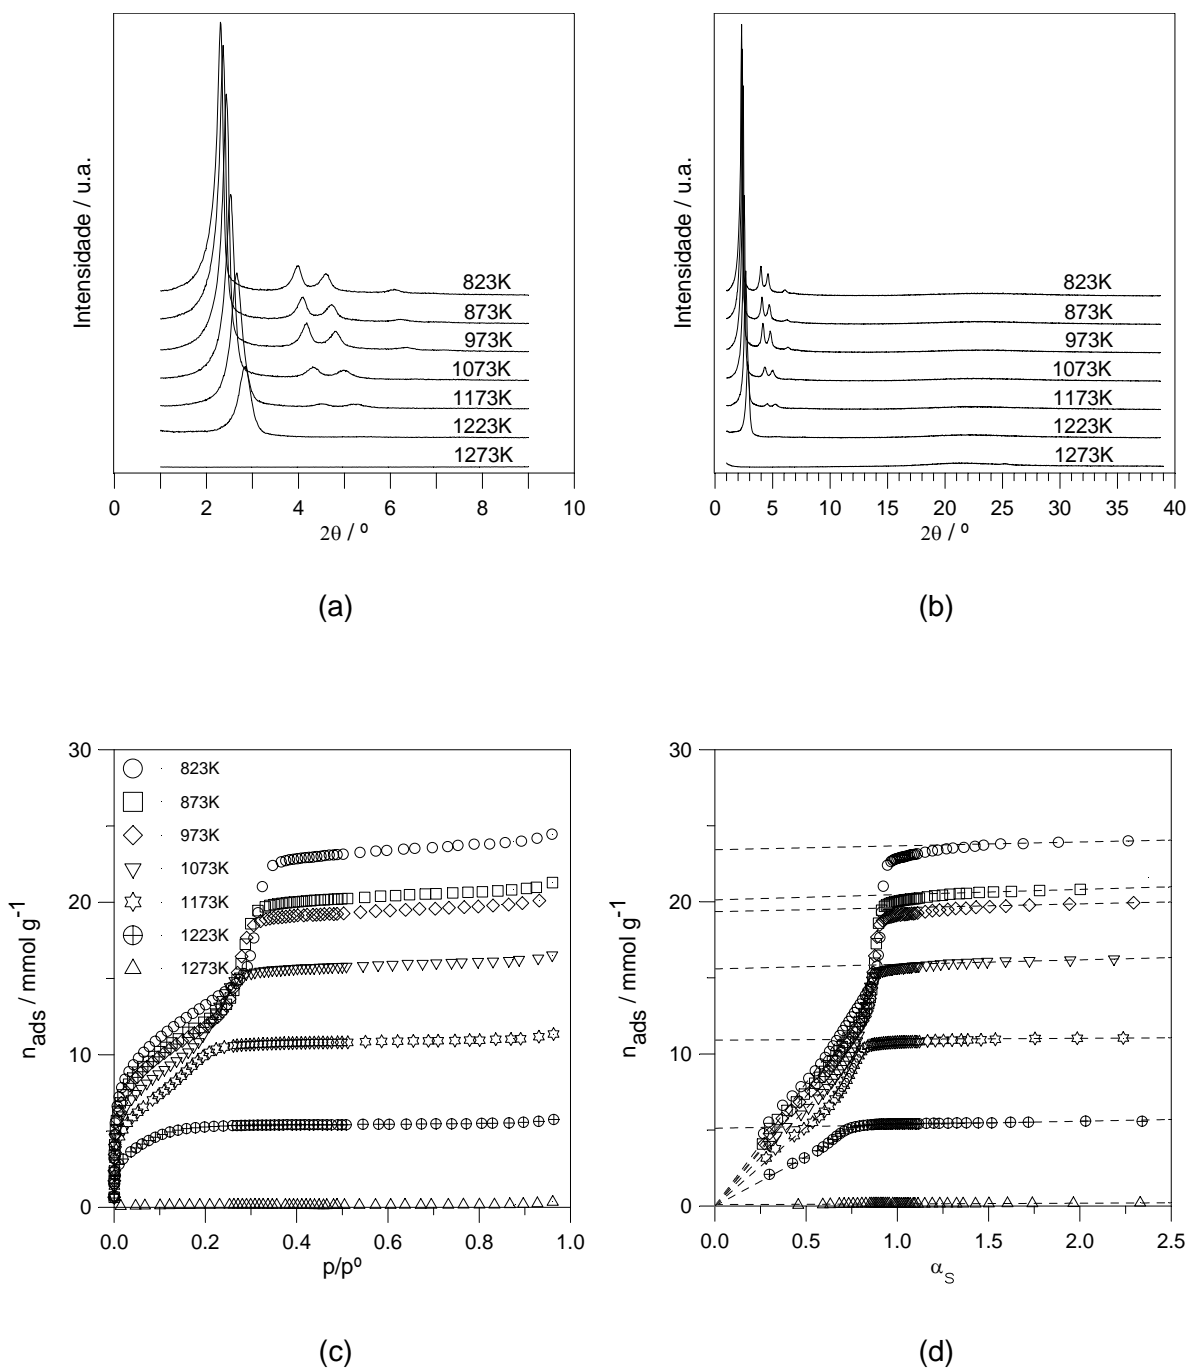 Intensidade / u.a.
823K
873K
973K
1073K
1173K
1223K
1273K
0 2 4 6 8 10
2θ / º
(a)
Intensidade / u.a.
823K
873K
973K
1073K
1173K
1223K
1273K
0 5 10 15 20 25 30 35 40
2θ / º
(b)
n ads / mmol g-1
30
20
10
0
823K
873K
973K
1073K
1173K
1223K
1273K
0.0 0.2 0.4 0.6 0.8 1.0
p/pº
(c)
n ads / mmol g-1
30
20
10
0
0.0 0.5 1.0 1.5 2.0 2.5
αS
(d)